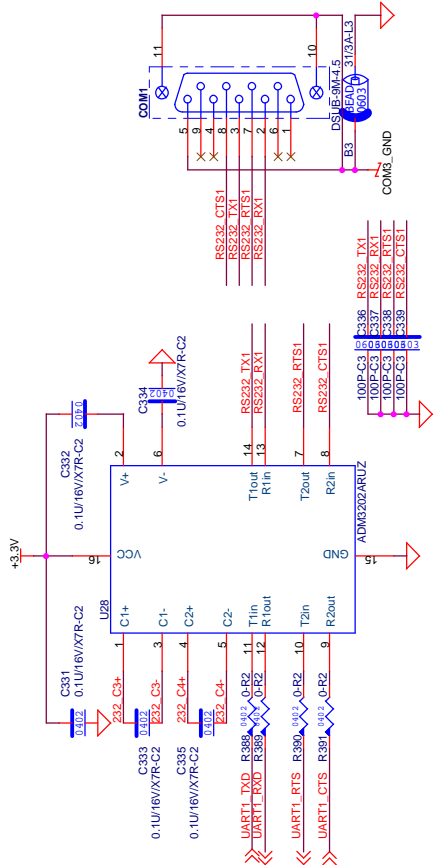 +3.3V
C331
0.1U/16V/X7R-C2
0402
C332
0.1U/16V/X7R-C2
0402
C334
0.1U/16V/X7R-C2
0402
C333
0.1U/16V/X7R-C2
0402
C335
0.1U/16V/X7R-C2
0402
232_C3+
232_C3-
232_C4+
232_C4-
U28
ADM3202ARUZ
1 C1+
3 C1-
4 C2+
5 C2-
11 T1in
12 R1out
10 T2in
9 R2out
16 VCC
GND 15
V+ 2
V- 6
T1out 14
R1in 13
T2out 7
R2in 8
UART1_TXD R388 0402 0-R2
UART1_RXD R389 0-R2
UART1_RTS R390 0402 0-R2
UART1_CTS R391 0402 0-R2
RS232_TX1
RS232_RX1
RS232_RTS1
RS232_CTS1
COM1
DSUB-9M-4.5
11
10
5
9
4
8
3
7
2
6
1
RS232_CTS1
RS232_TX1
RS232_RTS1
RS232_RX1
B3
BEAD
0603
31/3A-L3
COM3_GND
100P-C3 C336 RS232_TX1
100P-C3 C337 RS232_RX1
100P-C3 C338 RS232_RTS1
100P-C3 C339 RS232_CTS1